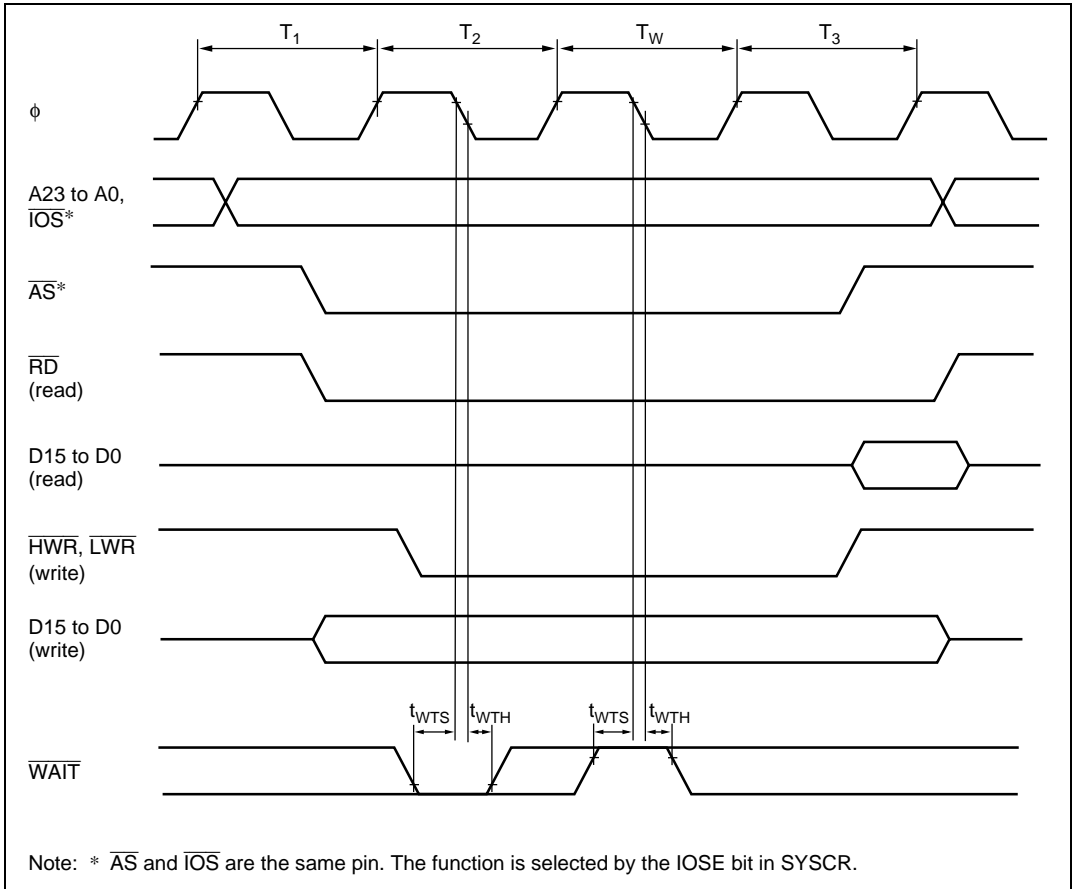 T1 T2 TW T3
φ
A23 to A0,
IOS*
AS*
RD
(read)
D15 to D0
(read)
HWR, LWR
(write)
D15 to D0
(write)
tWTS tWTH tWTS tWTH
WAIT
Note: * AS and IOS are the same pin. The function is selected by the IOSE bit in SYSCR.